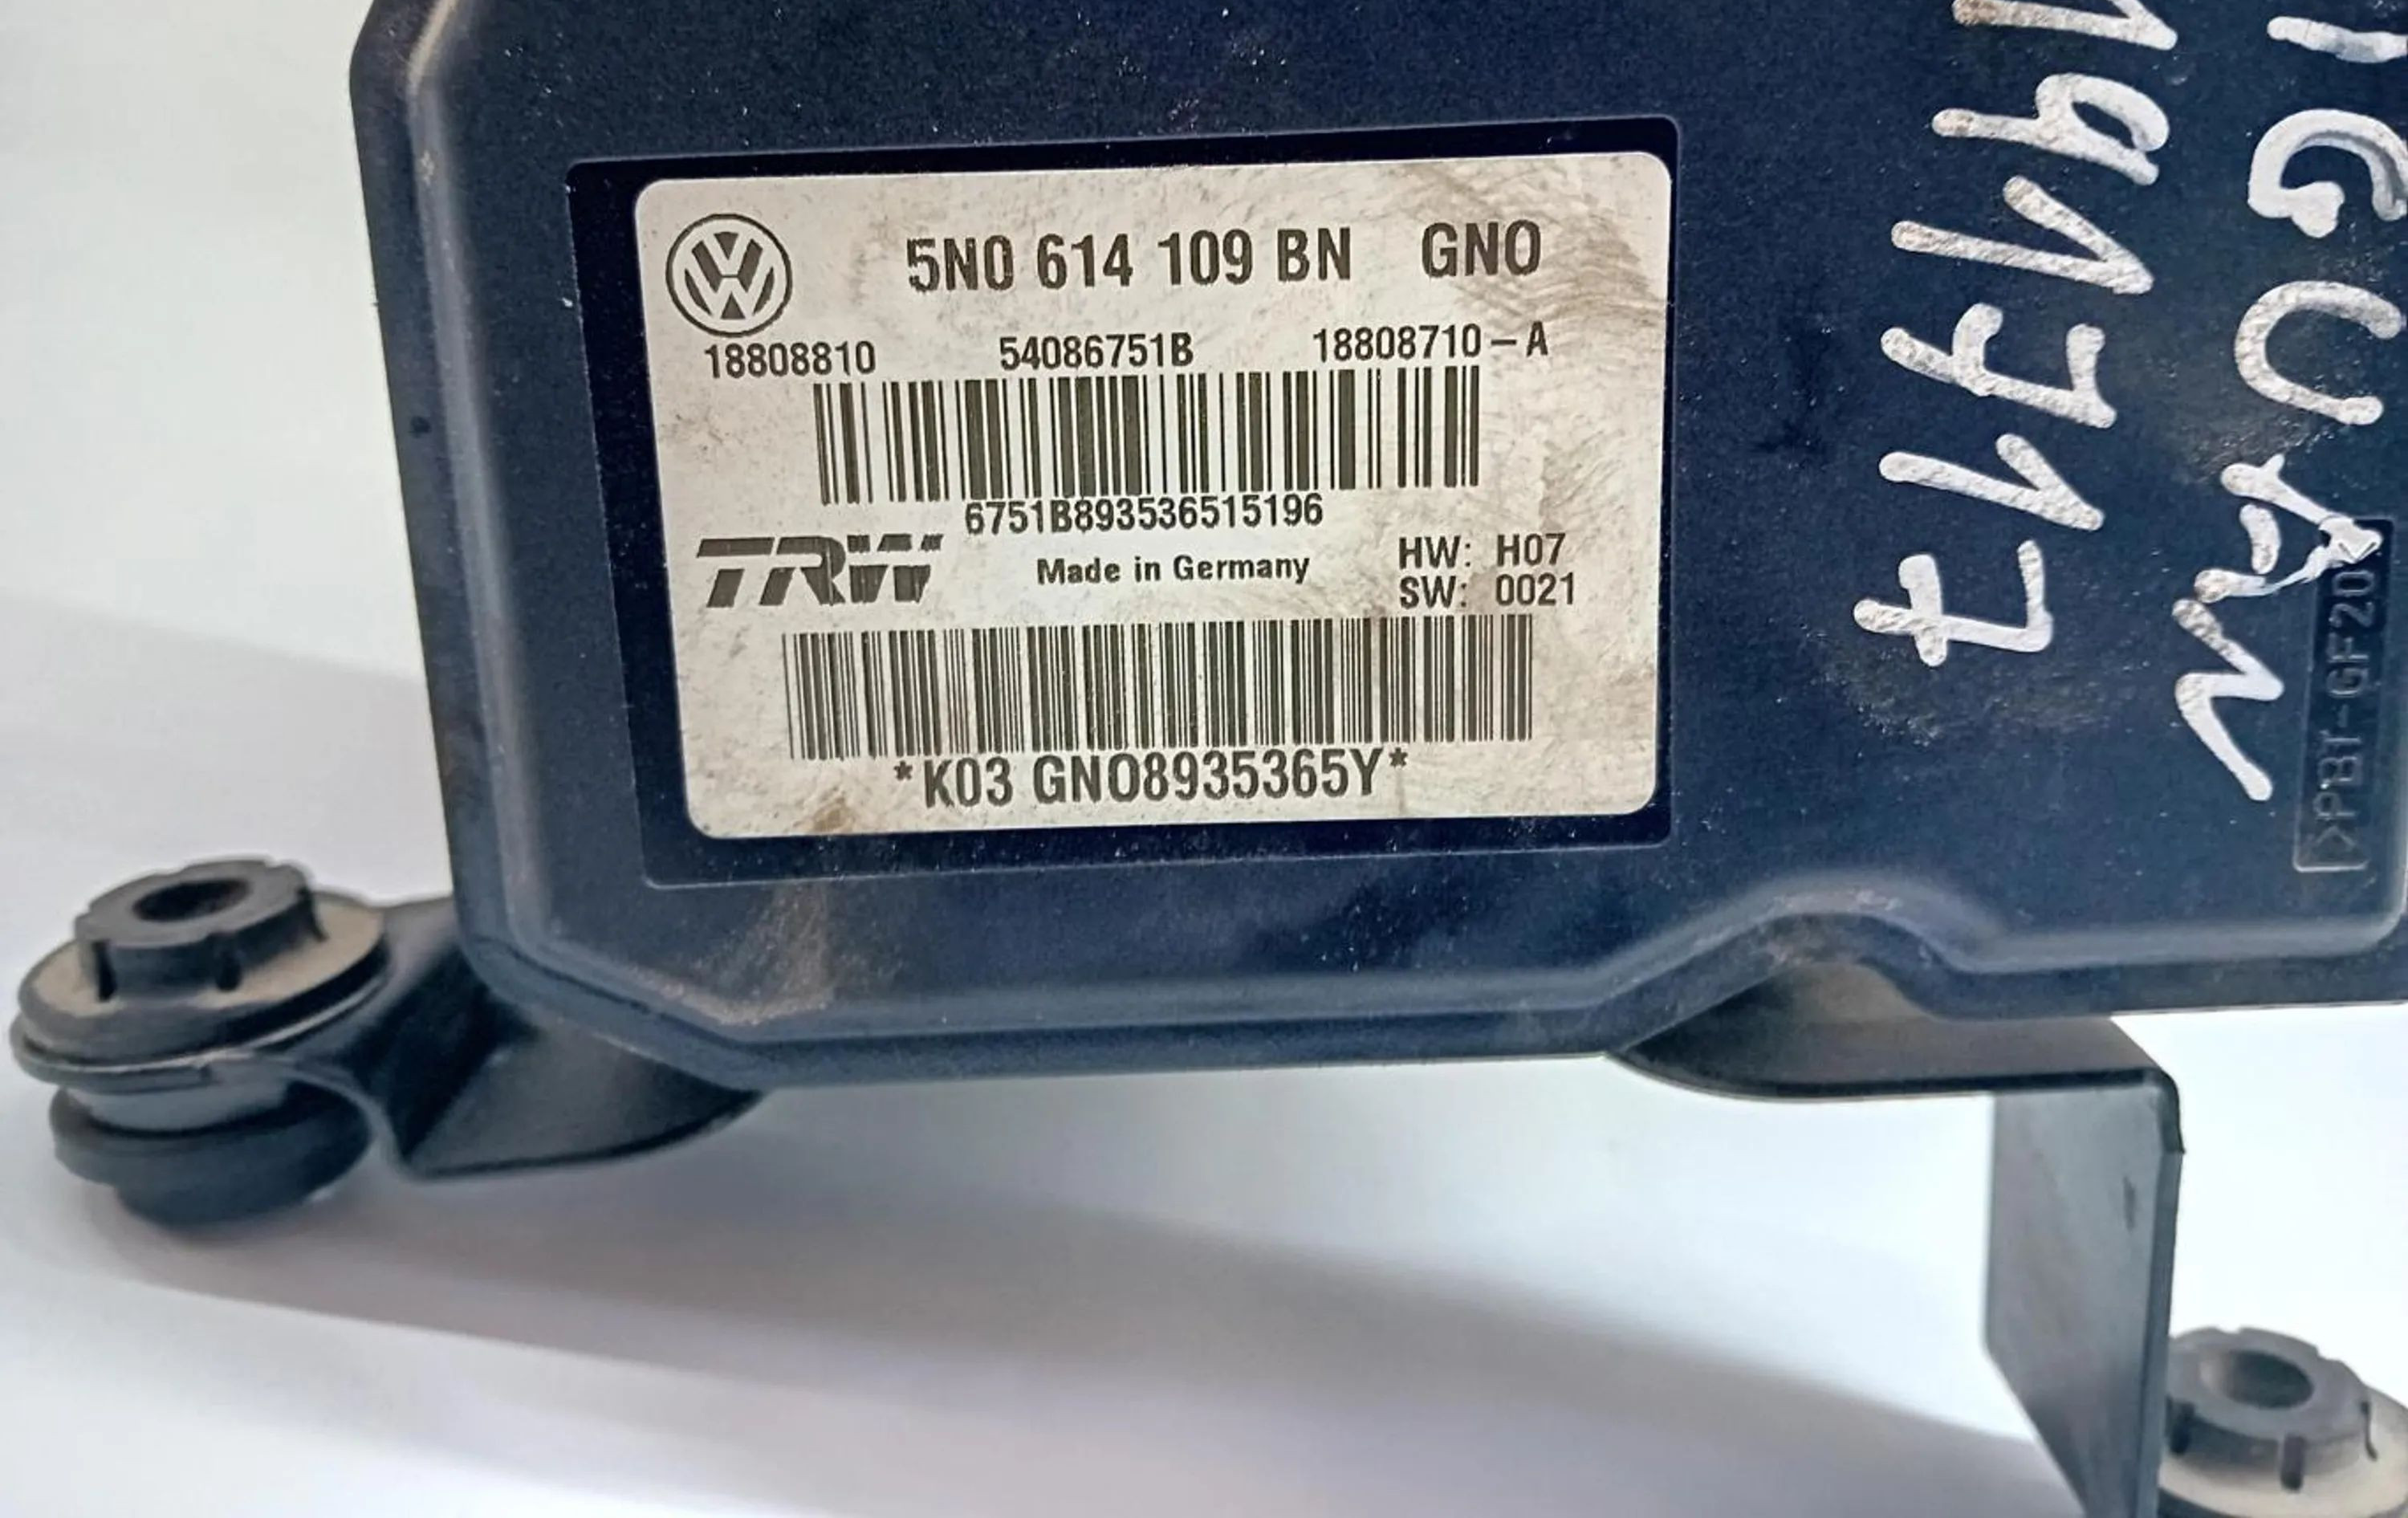 5N0 614 109 BN GNO
18808810 54086751B 18808710-A
6751B893536515196
TRW Made in Germany HW: H07
SW: 0021
*K03 GNO8935365Y*
IGUAN
>PBT-GF20